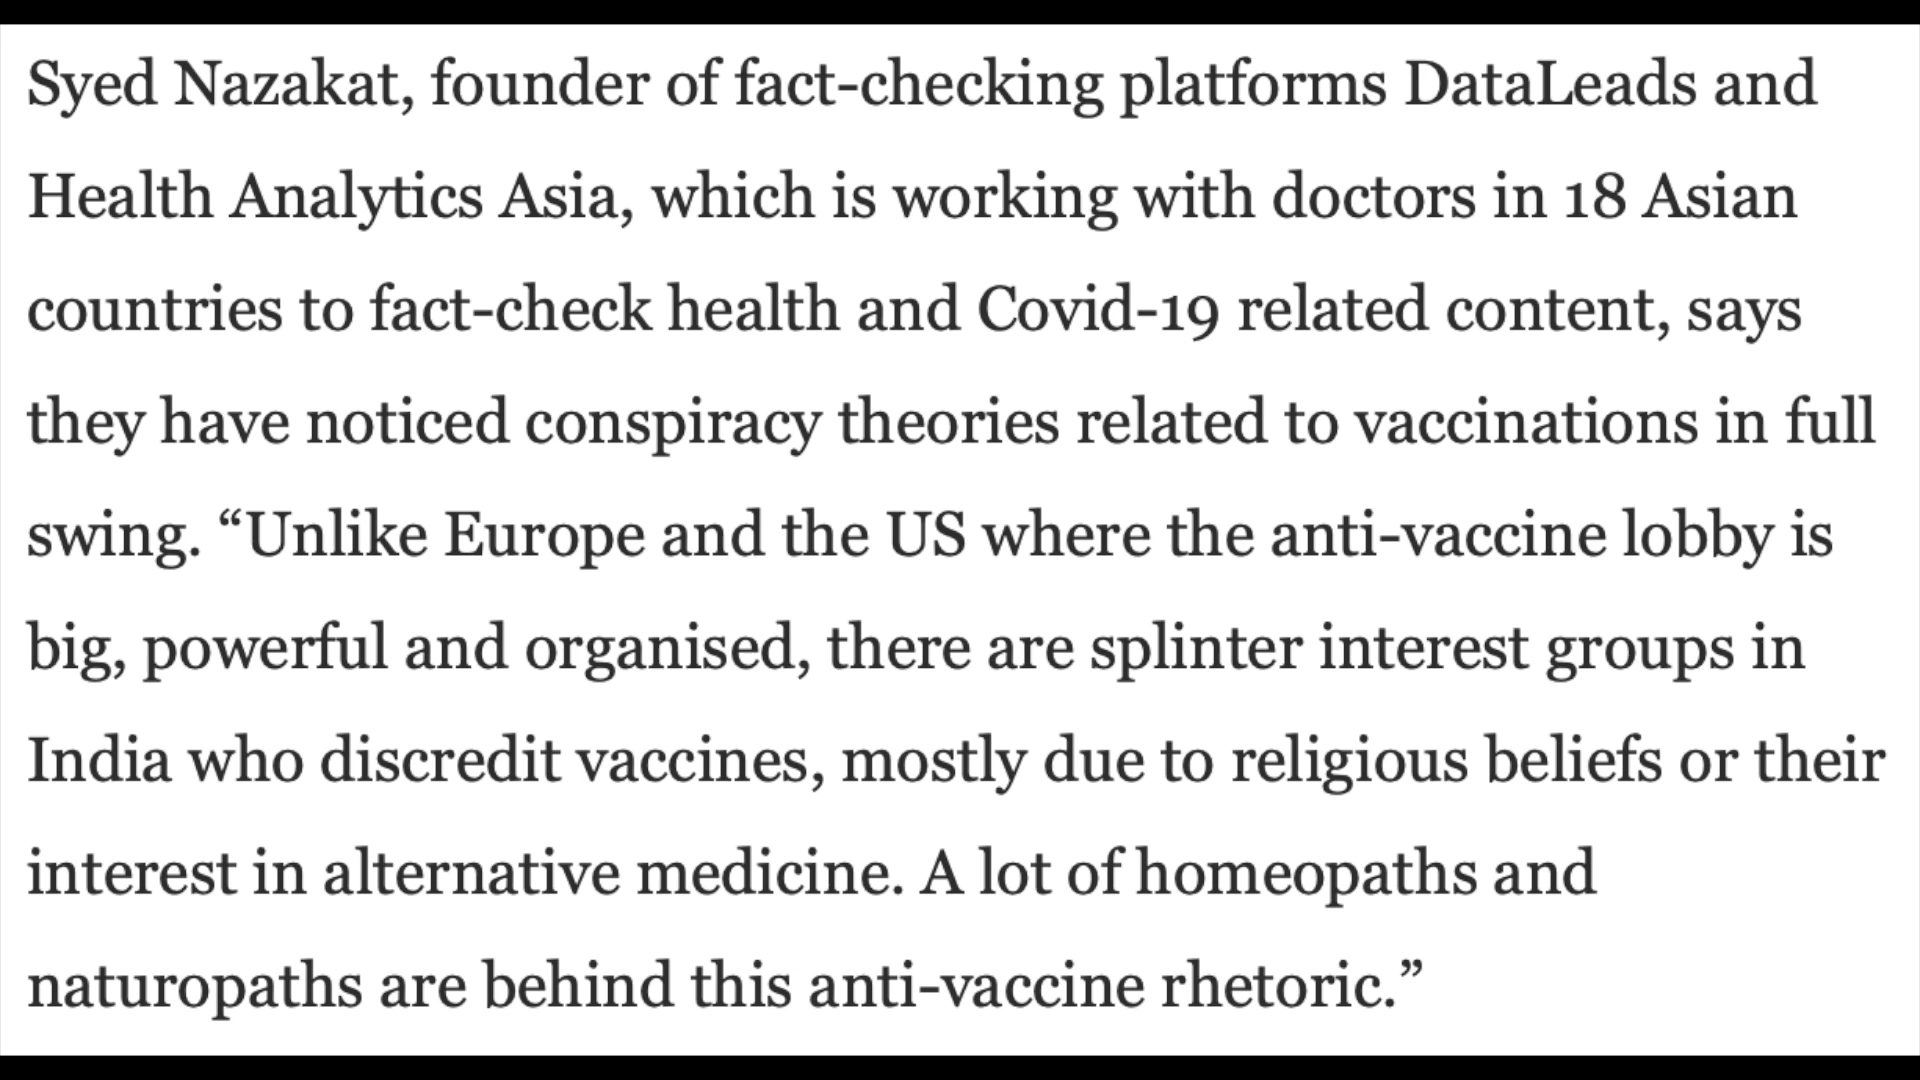 Syed Nazakat, founder of fact-checking platforms DataLeads and
Health Analytics Asia, which is working with doctors in 18 Asian
countries to fact-check health and Covid-19 related content, says
they have noticed conspiracy theories related to vaccinations in full
swing. “Unlike Europe and the US where the anti-vaccine lobby is
big, powerful and organised, there are splinter interest groups in
India who discredit vaccines, mostly due to religious beliefs or their
interest in alternative medicine. A lot of homeopaths and
naturopaths are behind this anti-vaccine rhetoric.”